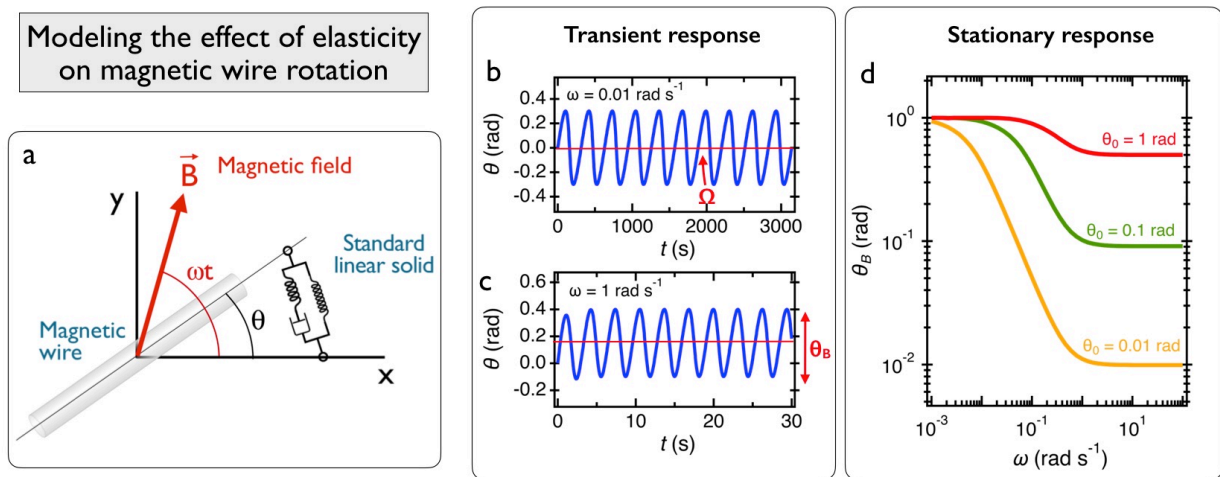 Modeling the effect of elasticity
on magnetic wire rotation
a
B
Magnetic field
y
Standard
linear solid
ωt
Magnetic
wire
θ
x
Transient response
b
ω = 0.01 rad s⁻¹
0.4
0.2
0.0
-0.2
-0.4
θ (rad)
Ω
0 1000 2000 3000
t (s)
c
ω = 1 rad s⁻¹
0.6
0.4
0.2
0.0
-0.2
θ (rad)
θ_B
0 10 20 30
t (s)
Stationary response
d
10⁰
10⁻¹
10⁻²
θ_B (rad)
θ₀ = 1 rad
θ₀ = 0.1 rad
θ₀ = 0.01 rad
10⁻³ 10⁻¹ 10¹
ω (rad s⁻¹)